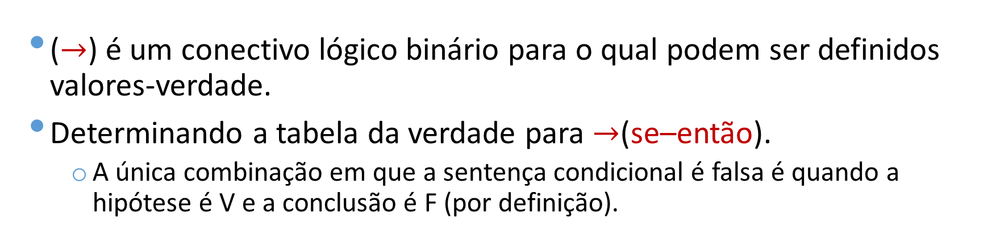 • (→) é um conectivo lógico binário para o qual podem ser definidos
valores-verdade.
• Determinando a tabela da verdade para →(se–então).
○ A única combinação em que a sentença condicional é falsa é quando a
hipótese é V e a conclusão é F (por definição).